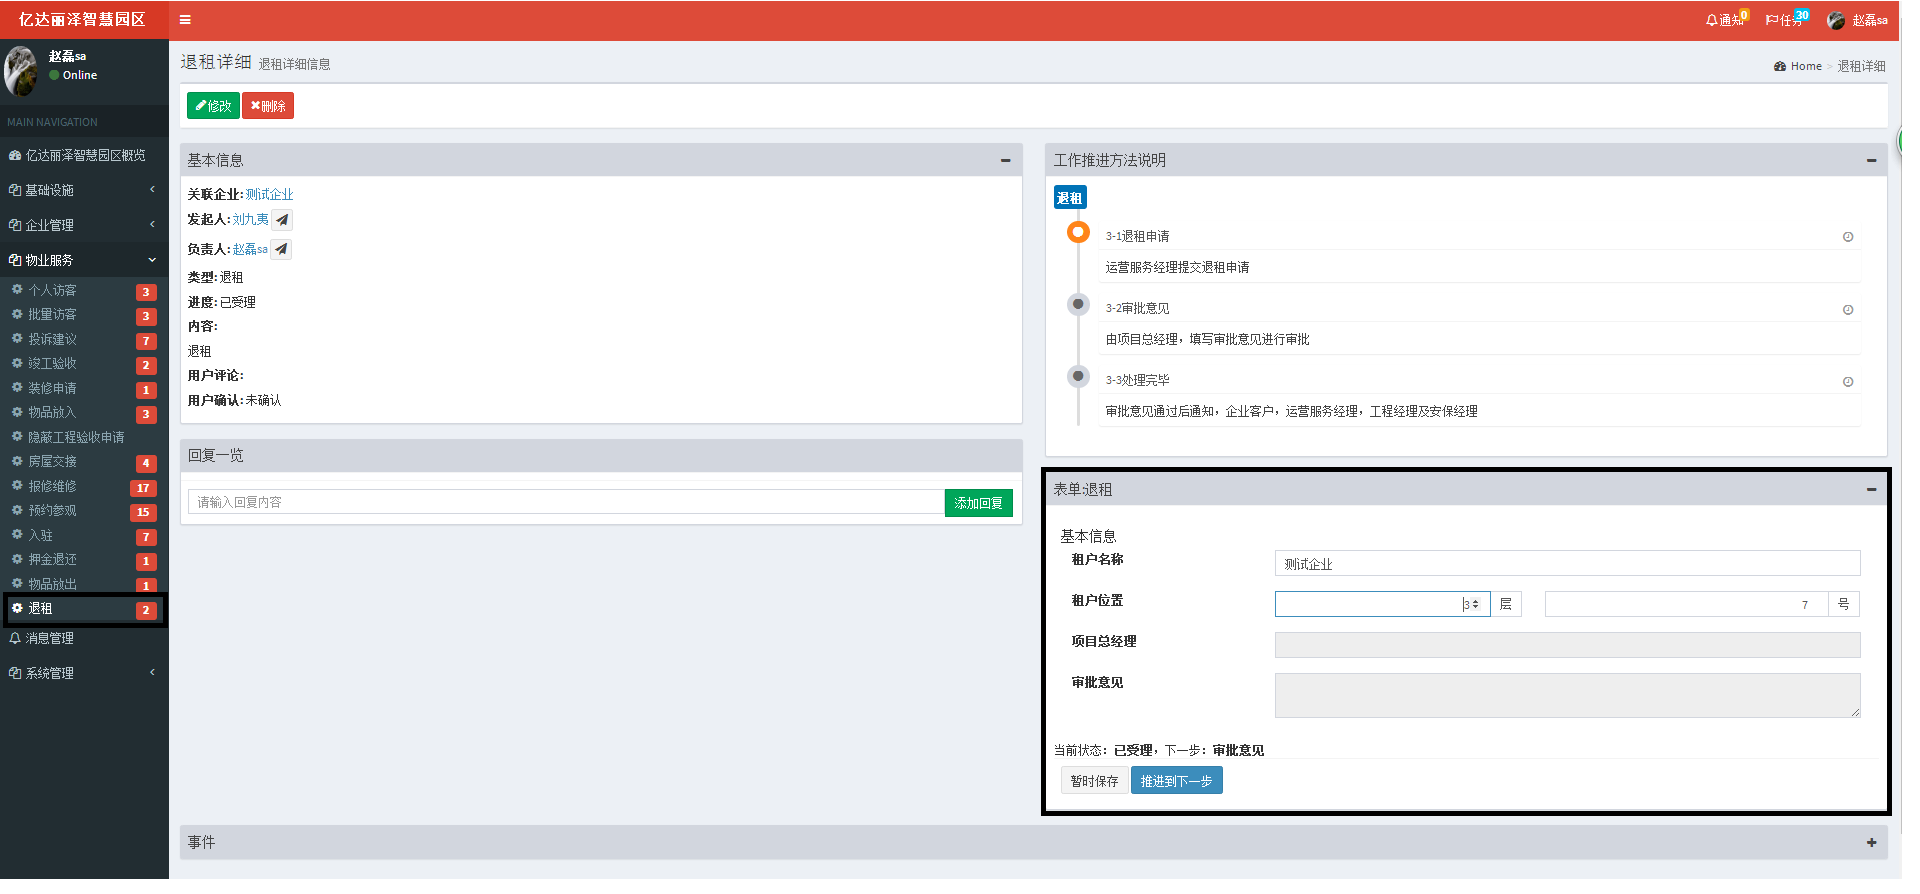 亿达丽泽智慧园区
通知 0
任务 30
赵磊sa
赵磊sa
Online
MAIN NAVIGATION
亿达丽泽智慧园区概览
基础设施
企业管理
物业服务
个人访客 3
批量访客 3
投诉建议 7
竣工验收 2
装修申请 1
物品放入 3
隐蔽工程验收申请
房屋交接 4
报修维修 17
预约参观 15
入驻 7
押金退还 1
物品放出 1
退租 2
消息管理
系统管理
退租详细 退租详细信息
Home > 退租详细
修改 删除
基本信息
关联企业:测试企业
发起人:刘九夷
负责人:赵磊sa
类型:退租
进度:已受理
内容:
退租
用户评论:
用户确认:未确认
回复一览
请输入回复内容 添加回复
工作推进方法说明
退租
3-1退租申请
运营服务经理提交退租申请
3-2审批意见
由项目总经理，填写审批意见进行审批
3-3处理完毕
审批意见通过后通知，企业客户，运营服务经理，工程经理及安保经理
表单:退租
基本信息
租户名称 测试企业
租户位置 3 层 7 号
项目总经理
审批意见
当前状态：已受理，下一步：审批意见
暂时保存 推进到下一步
事件